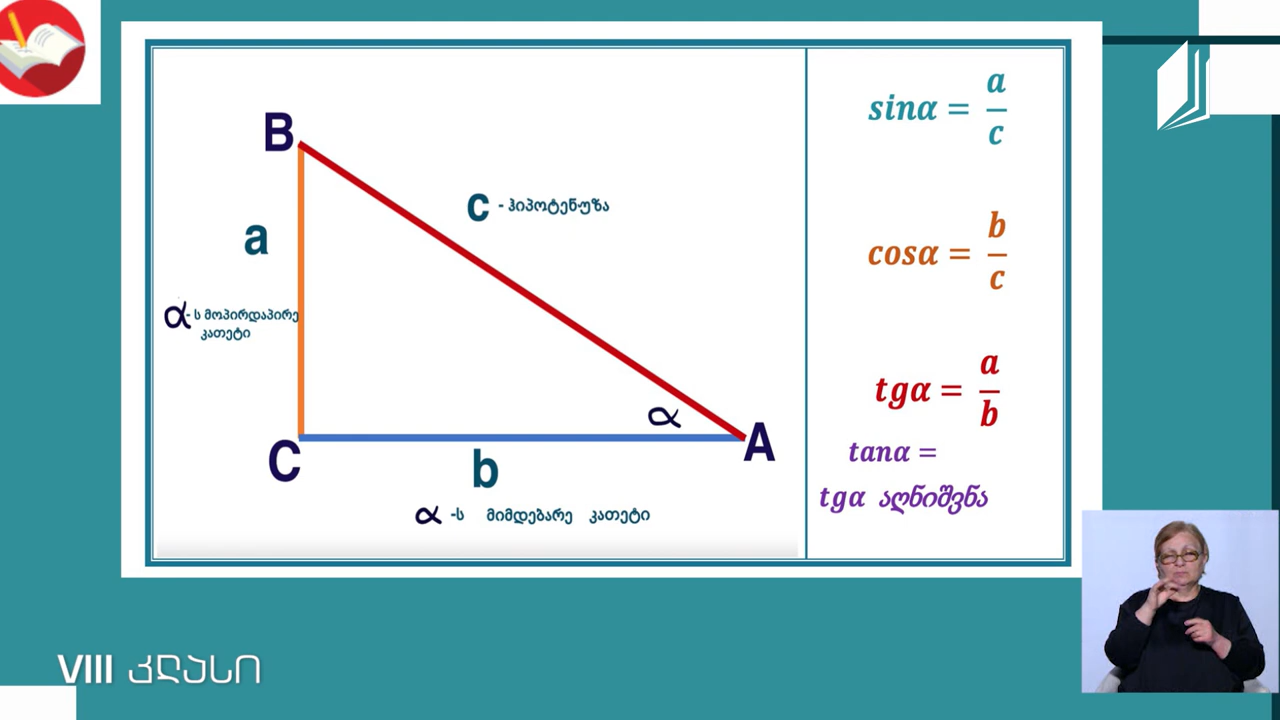 B
a
c - ჰიპოტენუზა
α - ს მოპირდაპირე
კათეტი
α
C
b
A
α -ს მიმდებარე კათეტი
sinα = a/c
cosα = b/c
tgα = a/b
tanα =
tgα აღნიშვნა
VIII კლასი